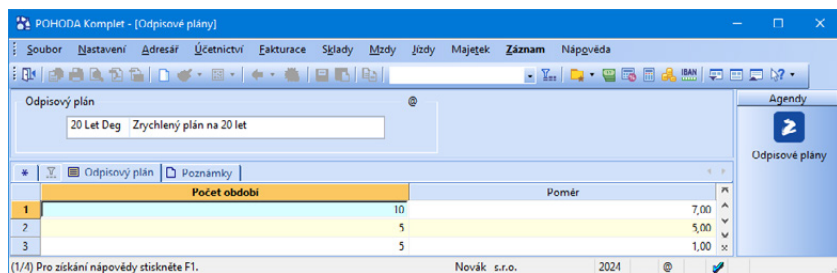 POHODA Komplet - [Odpisové plány]
Soubor Nastavení Adresář Účetnictví Fakturace Sklady Mzdy Jízdy Majetek Záznam Nápověda
IBAN
Odpisový plán @
20 Let Deg Zrychlený plán na 20 let
Agendy
Odpisové plány
Odpisový plán Poznámky
Počet období Poměr
1 10 7,00
2 5 5,00
3 5 1,00
(1/4) Pro získání nápovědy stiskněte F1. Novák s.r.o. 2024 @